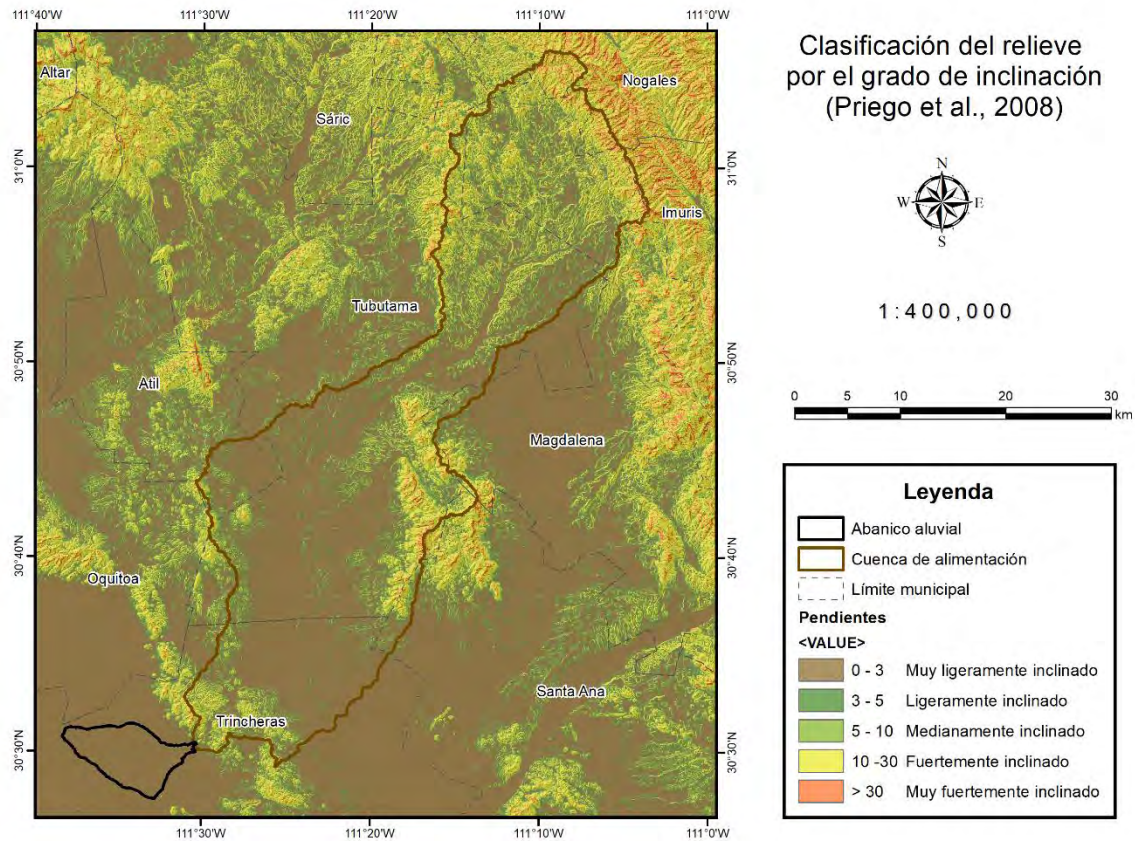 111°40'W
111°30'W
111°20'W
111°10'W
111°0'W
Altar
Nogales
Sáric
31°0'N
31°0'N
Imuris
Tubutama
30°50'N
30°50'N
Atil
Magdalena
30°40'N
30°40'N
Oquitoa
Santa Ana
Trincheras
30°30'N
30°30'N
111°30'W
111°20'W
111°10'W
111°0'W
Clasificación del relieve
por el grado de inclinación
(Priego et al., 2008)
N
W
E
S
1:400,000
0 5 10 20 30
km
Leyenda
Abanico aluvial
Cuenca de alimentación
Límite municipal
Pendientes
<VALUE>
0 - 3 Muy ligeramente inclinado
3 - 5 Ligeramente inclinado
5 - 10 Medianamente inclinado
10 -30 Fuertemente inclinado
> 30 Muy fuertemente inclinado